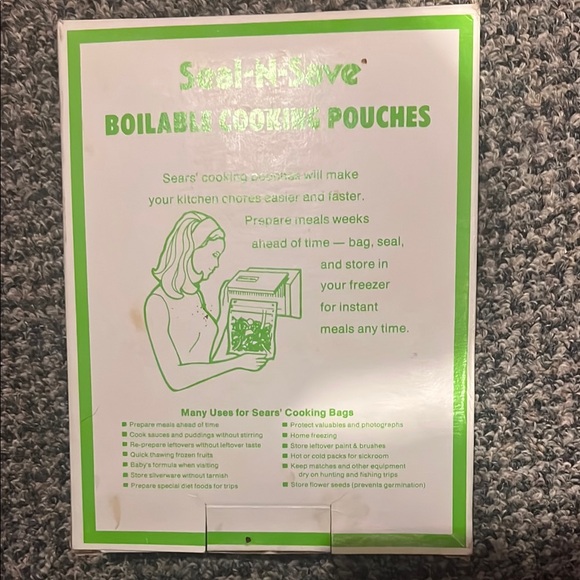 Seal-N-Save®
BOILABLE COOKING POUCHES
Sears' cooking pouches will make
your kitchen chores easier and faster.
Prepare meals weeks
ahead of time — bag, seal,
and store in
your freezer
for instant
meals any time.
Many Uses for Sears' Cooking Bags
Prepare meals ahead of time
Cook sauces and puddings without stirring
Re-prepare leftovers without leftover taste
Quick thawing frozen fruits
Baby's formula when visiting
Store silverware without tarnish
Prepare special diet foods for trips
Protect valuables and photographs
Home freezing
Store leftover paint & brushes
Hot or cold packs for sickroom
Keep matches and other equipment
dry on hunting and fishing trips
Store flower seeds (prevents germination)